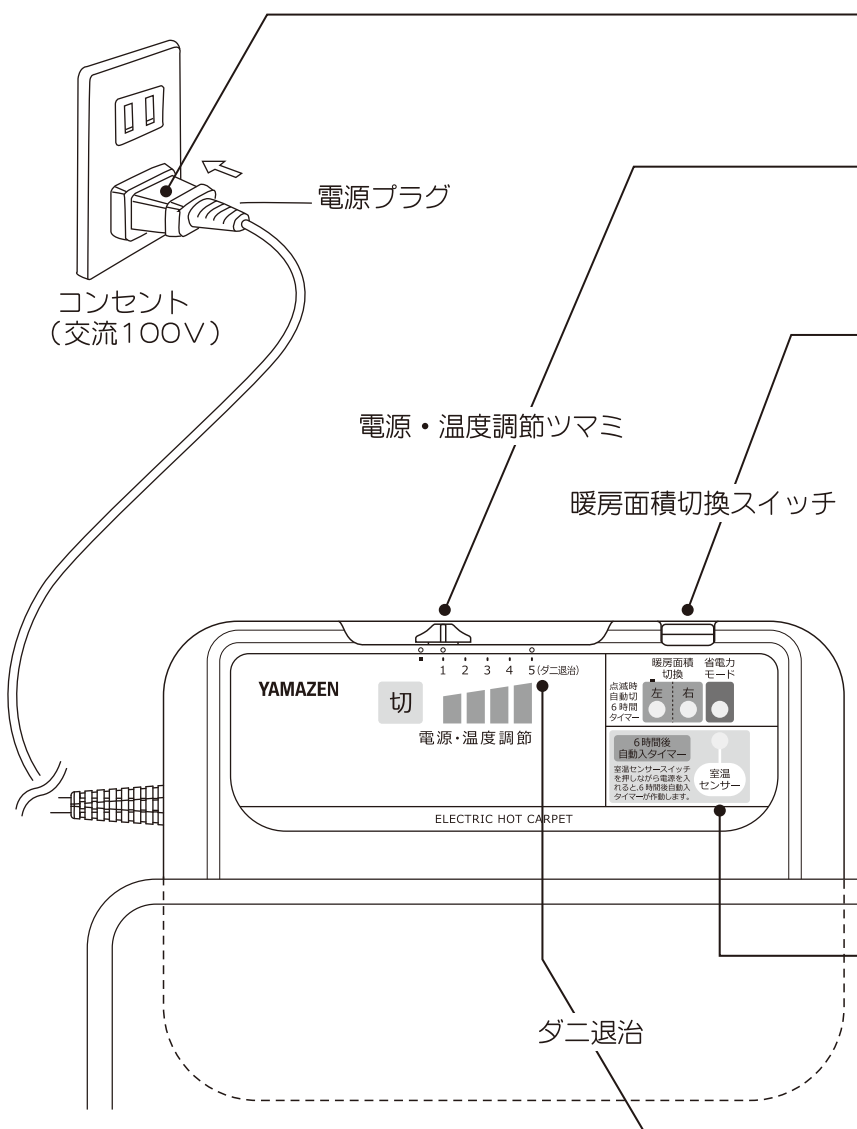 電源プラグ
コンセント
（交流100V）
電源・温度調節ツマミ
暖房面積切換スイッチ
YAMAZEN
切
1 2 3 4 5(ダニ退治)
電源・温度調節
暖房面積
切換
省電力
モード
点滅時
自動切
6時間
タイマー
左
右
6時間後
自動入タイマー
室温センサースイッチ
を押しながら電源を入
れると、6時間後自動入
タイマーが作動します。
室温
センサー
ELECTRIC HOT CARPET
ダニ退治